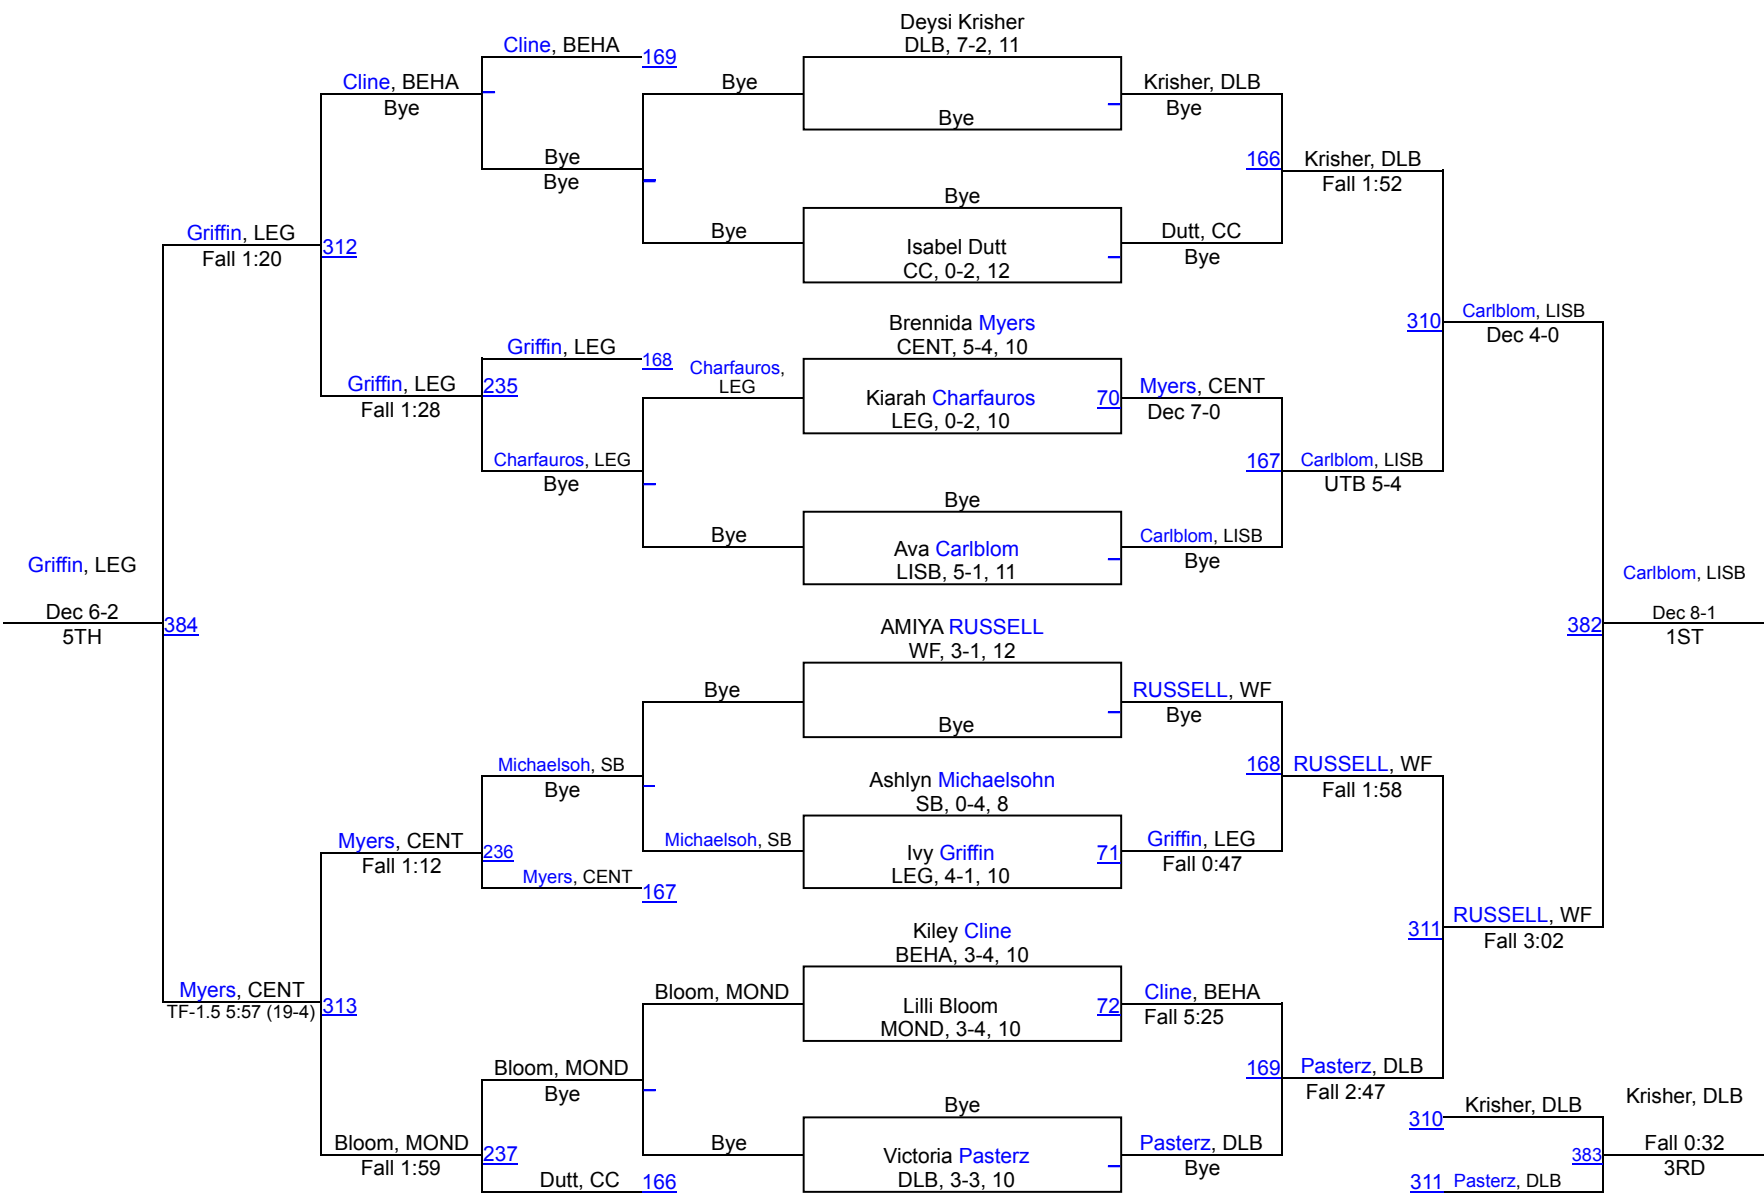 Deysi Krisher
DLB, 7-2, 11
Cline, BEHA
169
Cline, BEHA
Bye
Bye
Krisher, DLB
Bye
Bye
Bye
Bye
166
Krisher, DLB
Bye
Fall 1:52
Bye
Griffin, LEG
Fall 1:20
312
Bye
Isabel Dutt
CC, 0-2, 12
Dutt, CC
Bye
Brennida Myers
CENT, 5-4, 10
310
Carlblom, LISB
Dec 4-0
Griffin, LEG
168
Charfauros,
LEG
Griffin, LEG
Fall 1:28
235
Kiarah Charfauros
LEG, 0-2, 10
70
Myers, CENT
Dec 7-0
Charfauros, LEG
Bye
167
Carlblom, LISB
UTB 5-4
Bye
Bye
Ava Carlblom
LISB, 5-1, 11
Carlblom, LISB
Bye
Griffin, LEG
Dec 6-2
5TH
384
Carlblom, LISB
Dec 8-1
1ST
382
AMIYA RUSSELL
WF, 3-1, 12
Bye
Bye
RUSSELL, WF
Bye
Michaelsoh, SB
Bye
Ashlyn Michaelsohn
SB, 0-4, 8
168
RUSSELL, WF
Fall 1:58
Myers, CENT
Fall 1:12
236
Michaelsoh, SB
Ivy Griffin
LEG, 4-1, 10
71
Griffin, LEG
Fall 0:47
Myers, CENT
167
Kiley Cline
BEHA, 3-4, 10
311
RUSSELL, WF
Fall 3:02
Myers, CENT
TF-1.5 5:57 (19-4)
313
Bloom, MOND
Lilli Bloom
MOND, 3-4, 10
72
Cline, BEHA
Fall 5:25
Bloom, MOND
Bye
169
Pasterz, DLB
Fall 2:47
Bye
310
Krisher, DLB
Krisher, DLB
Bloom, MOND
Fall 1:59
237
Bye
Victoria Pasterz
DLB, 3-3, 10
Pasterz, DLB
Bye
383
Fall 0:32
3RD
Dutt, CC
166
311
Pasterz, DLB